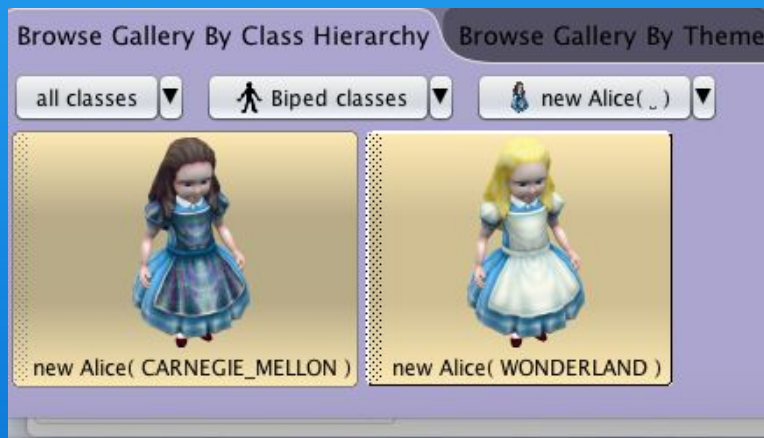 Browse Gallery By Class Hierarchy Browse Gallery By Theme
all classes Biped classes new Alice( ⎵ )
new Alice( CARNEGIE_MELLON ) new Alice( WONDERLAND )